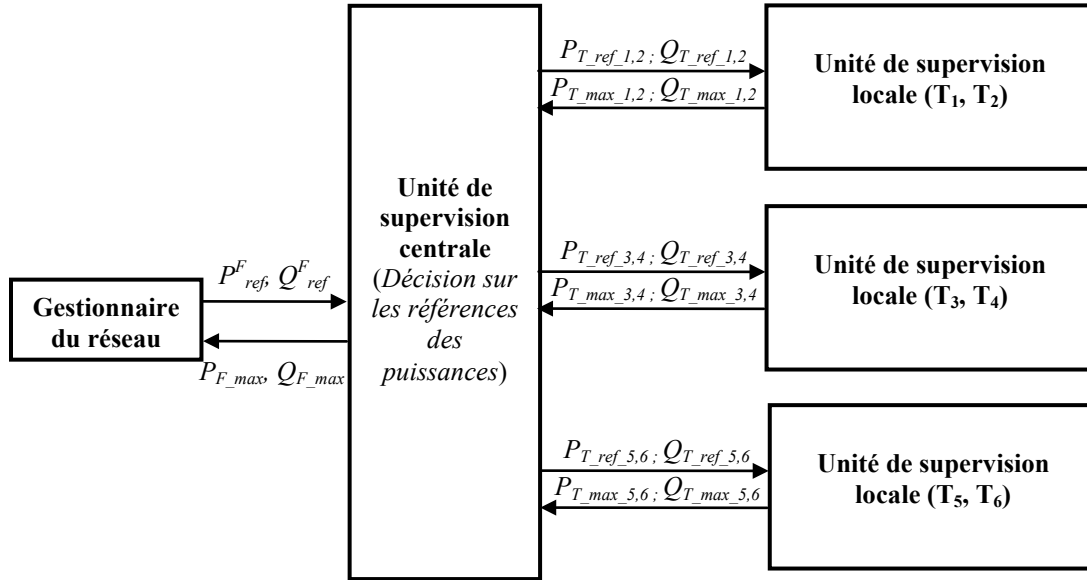 Gestionnaire
du réseau
P^F_ref, Q^F_ref
P_F_max, Q_F_max
Unité de
supervision
centrale
(Décision sur
les références
des
puissances)
P_T_ref_1,2 ; Q_T_ref_1,2
P_T_max_1,2 ; Q_T_max_1,2
Unité de supervision
locale (T₁, T₂)
P_T_ref_3,4 ; Q_T_ref_3,4
P_T_max_3,4 ; Q_T_max_3,4
Unité de supervision
locale (T₃, T₄)
P_T_ref_5,6 ; Q_T_ref_5,6
P_T_max_5,6 ; Q_T_max_5,6
Unité de supervision
locale (T₅, T₆)